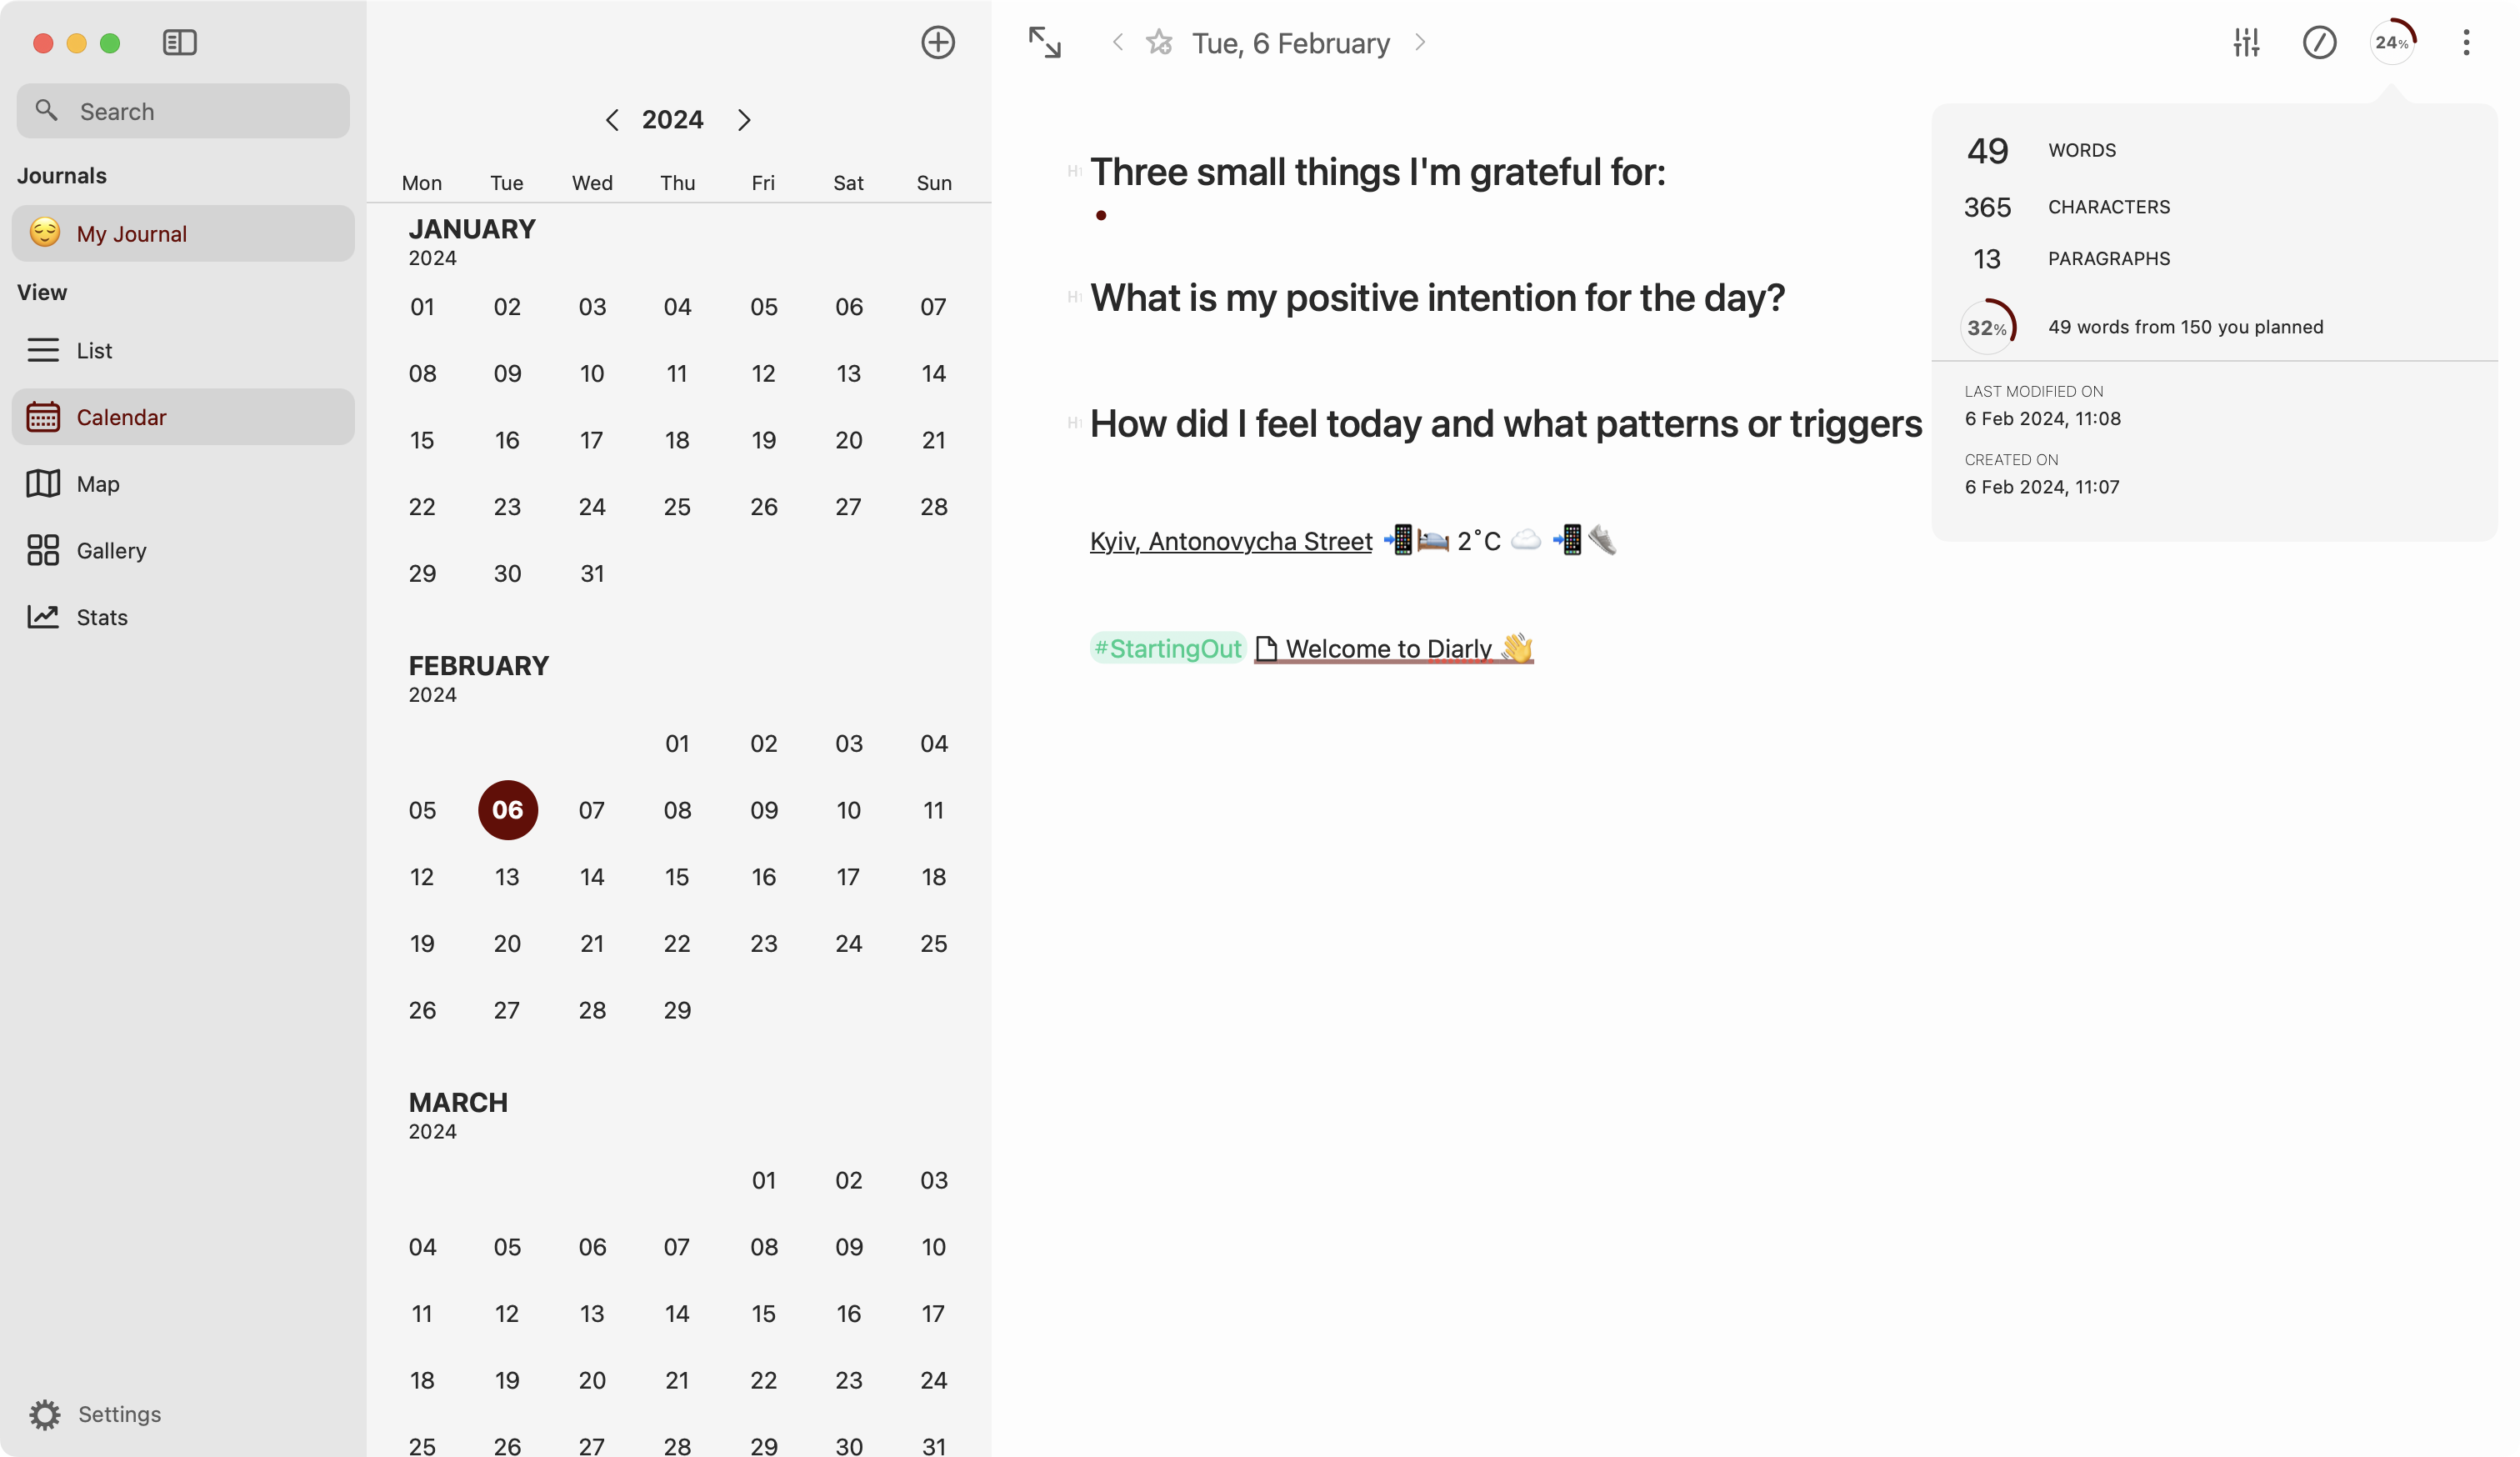 Search
Journals
😌 My Journal
View
List
Calendar
Map
Gallery
Stats
Settings
2024
Mon Tue Wed Thu Fri Sat Sun
JANUARY
2024
01 02 03 04 05 06 07
08 09 10 11 12 13 14
15 16 17 18 19 20 21
22 23 24 25 26 27 28
29 30 31
FEBRUARY
2024
01 02 03 04
05 06 07 08 09 10 11
12 13 14 15 16 17 18
19 20 21 22 23 24 25
26 27 28 29
MARCH
2024
01 02 03
04 05 06 07 08 09 10
11 12 13 14 15 16 17
18 19 20 21 22 23 24
25 26 27 28 29 30 31
Tue, 6 February
24%
H1 Three small things I'm grateful for:
H1 What is my positive intention for the day?
H1 How did I feel today and what patterns or triggers
Kyiv, Antonovycha Street 📲🛏️ 2˚C ☁️ 📲👟
#StartingOut Welcome to Diarly 👋
49 WORDS
365 CHARACTERS
13 PARAGRAPHS
32% 49 words from 150 you planned
LAST MODIFIED ON
6 Feb 2024, 11:08
CREATED ON
6 Feb 2024, 11:07